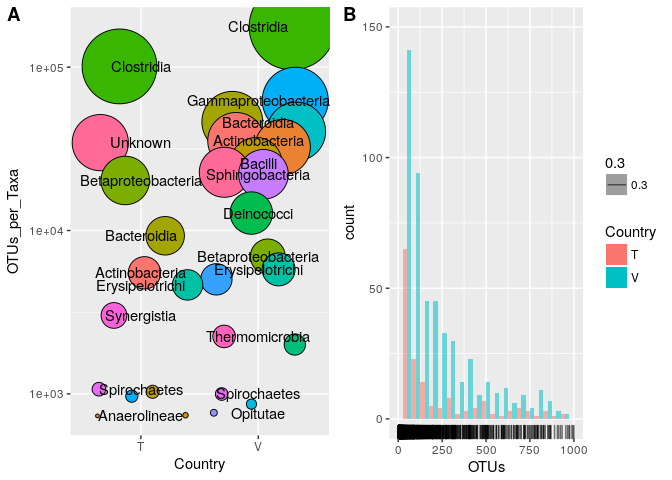 A
Clostridia
Clostridia
Gammaproteobacteria
Bacteroidia
Unknown
Actinobacteria
Bacilli
Betaproteobacteria
Sphingobacteria
Deinococci
Bacteroidia
Betaproteobacteria
Actinobacteria
Erysipelotrichi
Erysipelotrichi
Synergistia
Thermomicrobia
Spirochaetes
Spirochaetes
Anaerolineae
Opitutae
1e+05
1e+04
1e+03
OTUs_per_Taxa
T
V
Country
B
150
100
50
0
count
0
250
500
750
1000
OTUs
0.3
0.3
Country
T
V